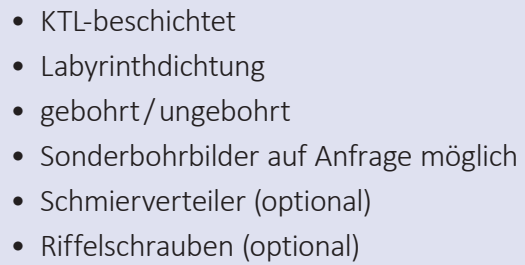 • KTL-beschichtet
• Labyrinthdichtung
• gebohrt / ungebohrt
• Sonderbohrbilder auf Anfrage möglich
• Schmierverteiler (optional)
• Riffelschrauben (optional)